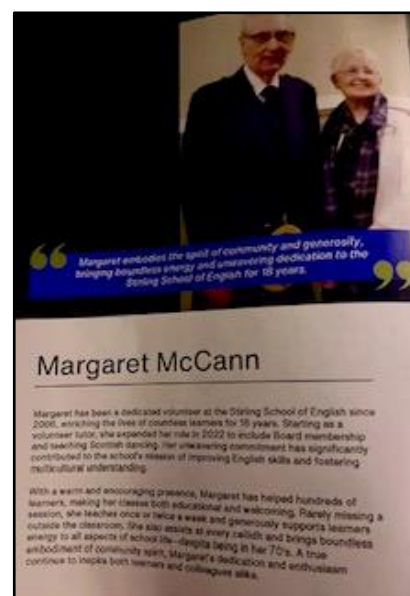 Margaret embodies the spirit of community and generosity,
bringing boundless energy and unwavering dedication to the
Stirling School of English for 18 years.
Margaret McCann
Margaret has been a dedicated volunteer at the Stirling School of English since
2006, enriching the lives of countless learners for 18 years. Starting as a
volunteer tutor, she expanded her role in 2022 to include Board membership
and teaching Scottish dancing. Her unwavering commitment has significantly
contributed to the school's mission of improving English skills and fostering
multicultural understanding.
With a warm and encouraging presence, Margaret has helped hundreds of
learners, making her classes both educational and welcoming. Rarely missing a
session, she teaches once or twice a week and generously supports learners
outside the classroom. She also assists at every ceilidh and brings boundless
energy to all aspects of school life–despite being in her 70's. A true
embodiment of community spirit, Margaret's dedication and enthusiasm
continue to inspire both learners and colleagues alike.